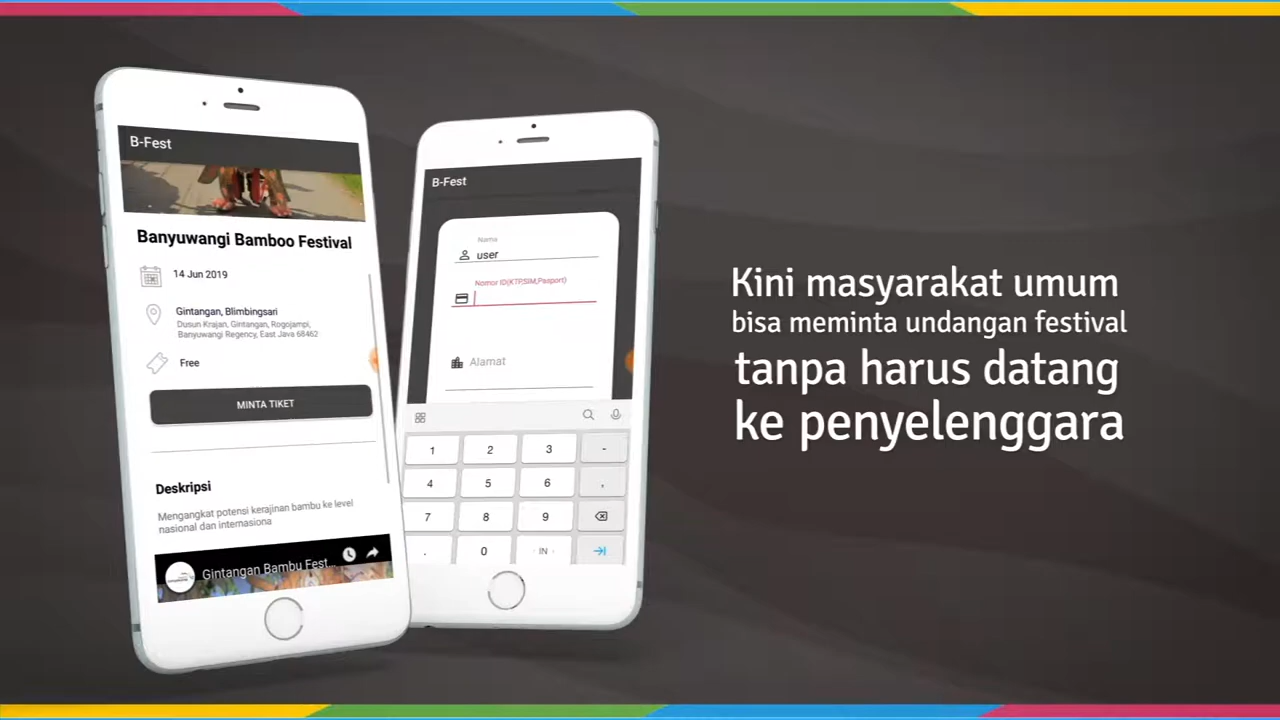 B-Fest
Banyuwangi Bamboo Festival
14 Jun 2019
Gintangan, Blimbingsari
Dusun Krajan, Gintangan, Rogojampi,
Banyuwangi Regency, East Java 68462
Free
MINTA TIKET
Deskripsi
Mengangkat potensi kerajinan bambu ke level
nasional dan internasiona
Gintangan Bambu Fest...
B-Fest
Nama
user
Nomor ID(KTP,SIM,Pasport)
Alamat
1 2 3 -
4 5 6 ,
7 8 9
. 0 · IN ·
Kini masyarakat umum
bisa meminta undangan festival
tanpa harus datang
ke penyelenggara